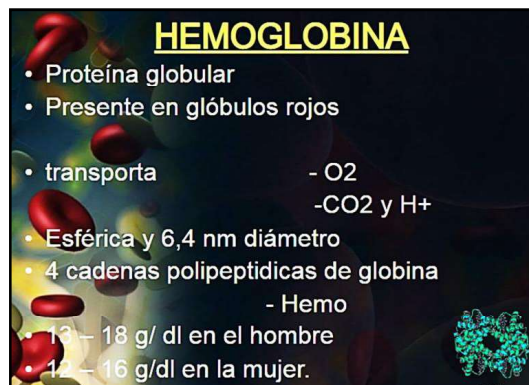 HEMOGLOBINA
• Proteína globular
• Presente en glóbulos rojos
• transporta - O2
-CO2 y H+
• Esférica y 6,4 nm diámetro
• 4 cadenas polipeptidicas de globina
- Hemo
• 13 – 18 g/ dl en el hombre
• 12 – 16 g/dl en la mujer.